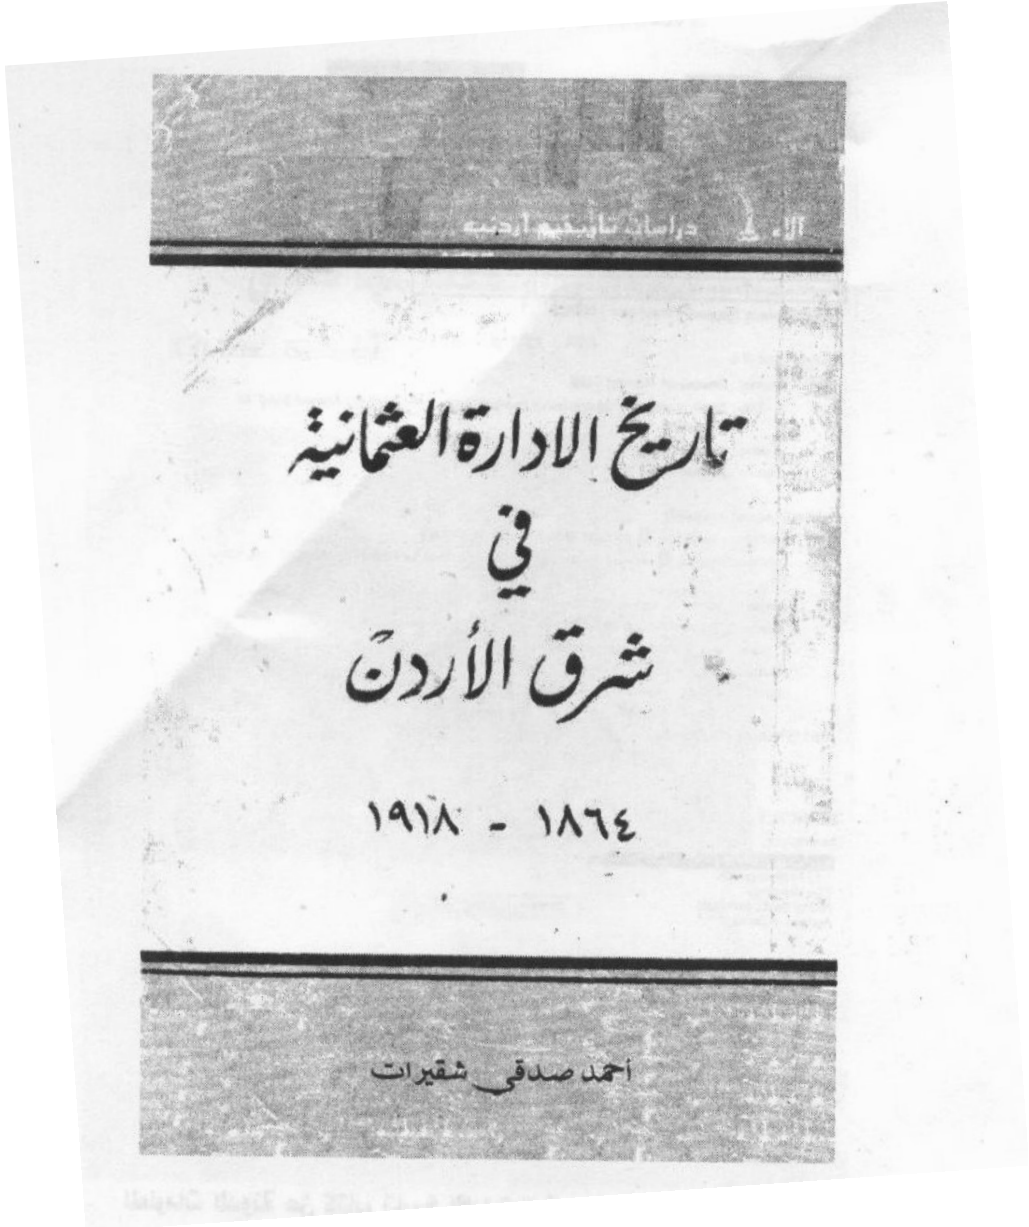 دراسات تاريخية أردنية
تاريخ الادارة العثمانية
في
شرق الأردن
١٨٦٤ - ١٩١٨
أحمد صدقي شقيرات